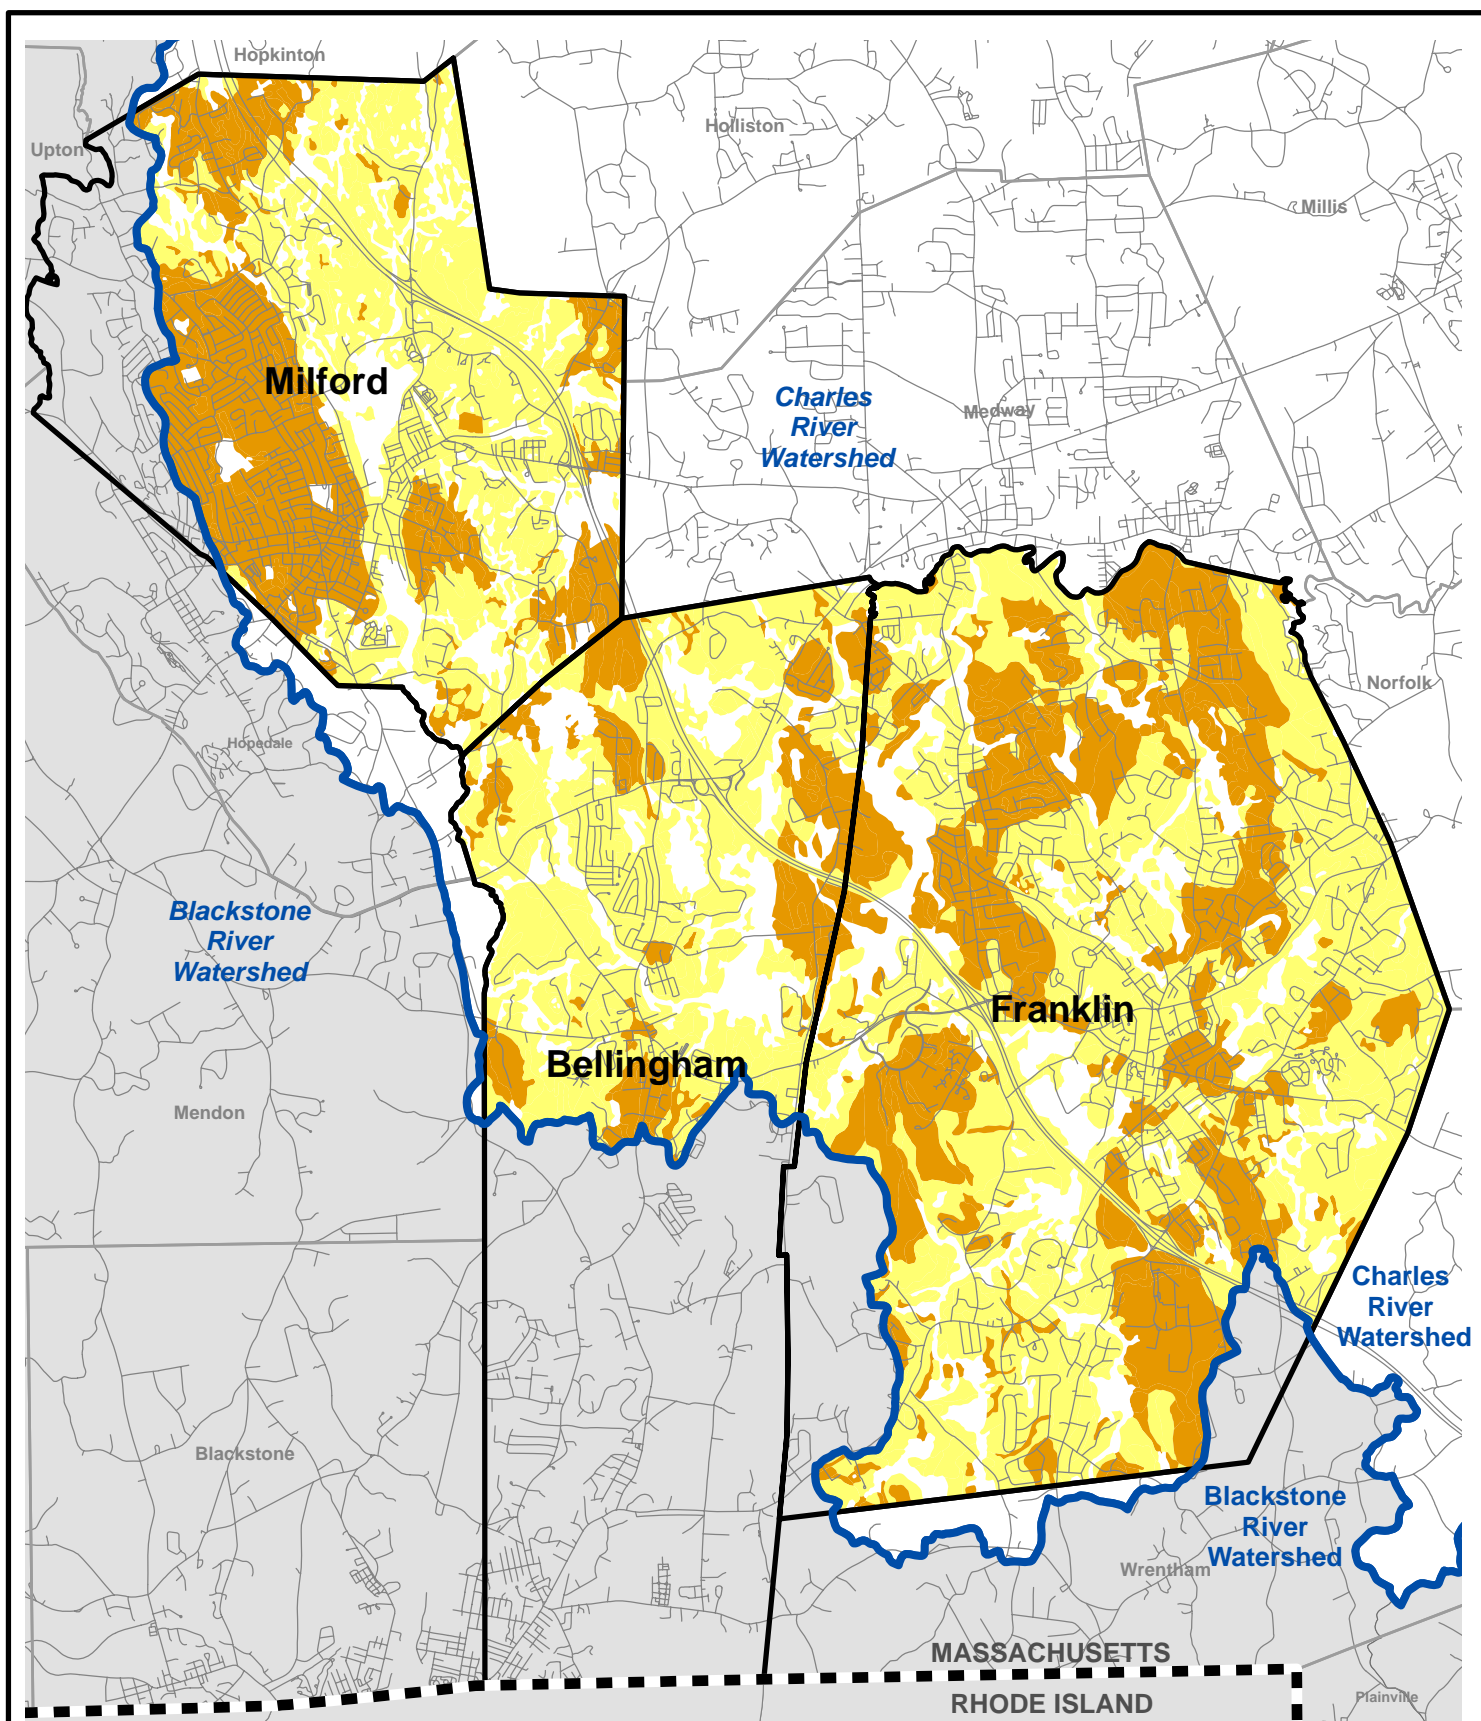 Hopkinton
Holliston
Upton
Millis
Milford
Charles
River
Watershed
Medway
Norfolk
Hopedale
Blackstone
River
Watershed
Franklin
Bellingham
Mendon
Charles
River
Watershed
Blackstone
Blackstone
River
Watershed
Wrentham
MASSACHUSETTS
RHODE ISLAND
Plainville